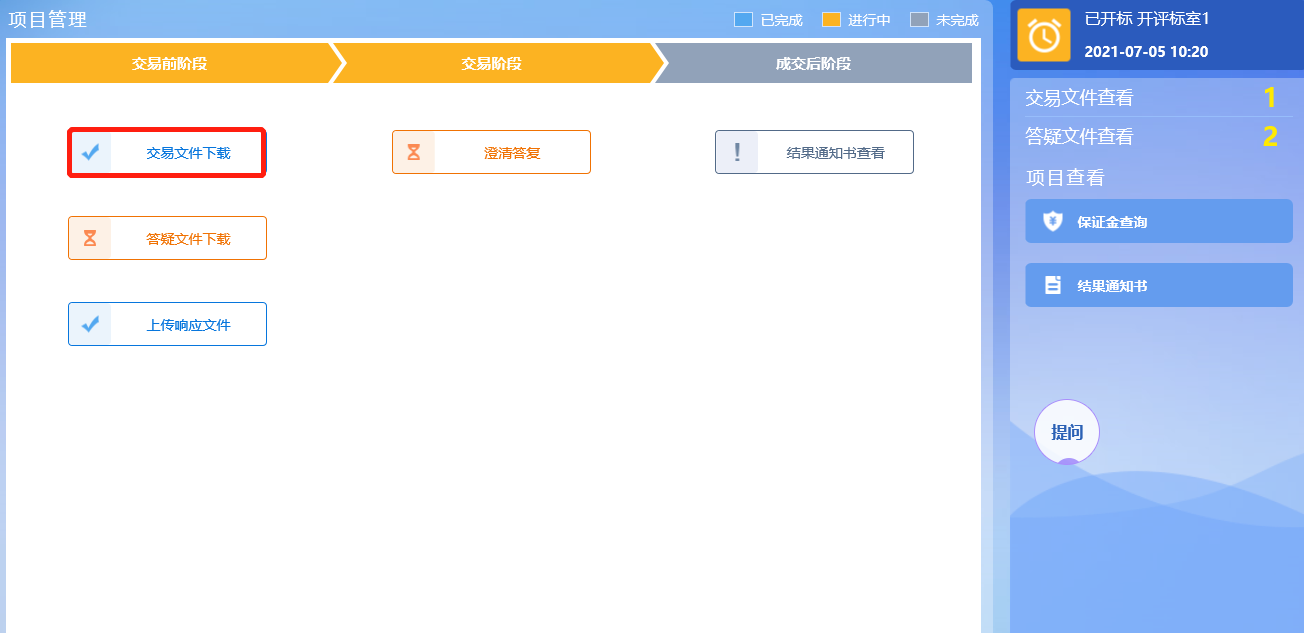 项目管理
已完成 进行中 未完成
交易前阶段 交易阶段 成交后阶段
交易文件下载 澄清答复 结果通知书查看
答疑文件下载
上传响应文件
已开标 开评标室1
2021-07-05 10:20
交易文件查看 1
答疑文件查看 2
项目查看
保证金查询
结果通知书
提问